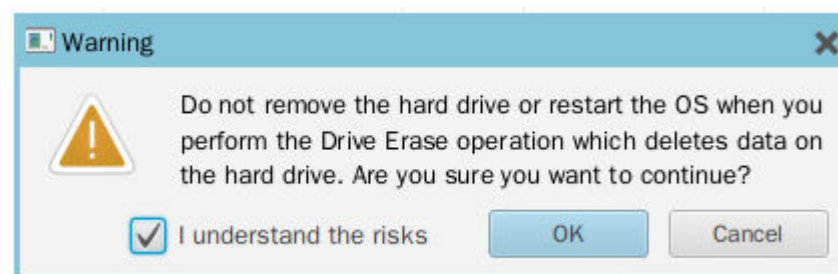 Warning
Do not remove the hard drive or restart the OS when you
perform the Drive Erase operation which deletes data on
the hard drive. Are you sure you want to continue?
I understand the risks OK Cancel